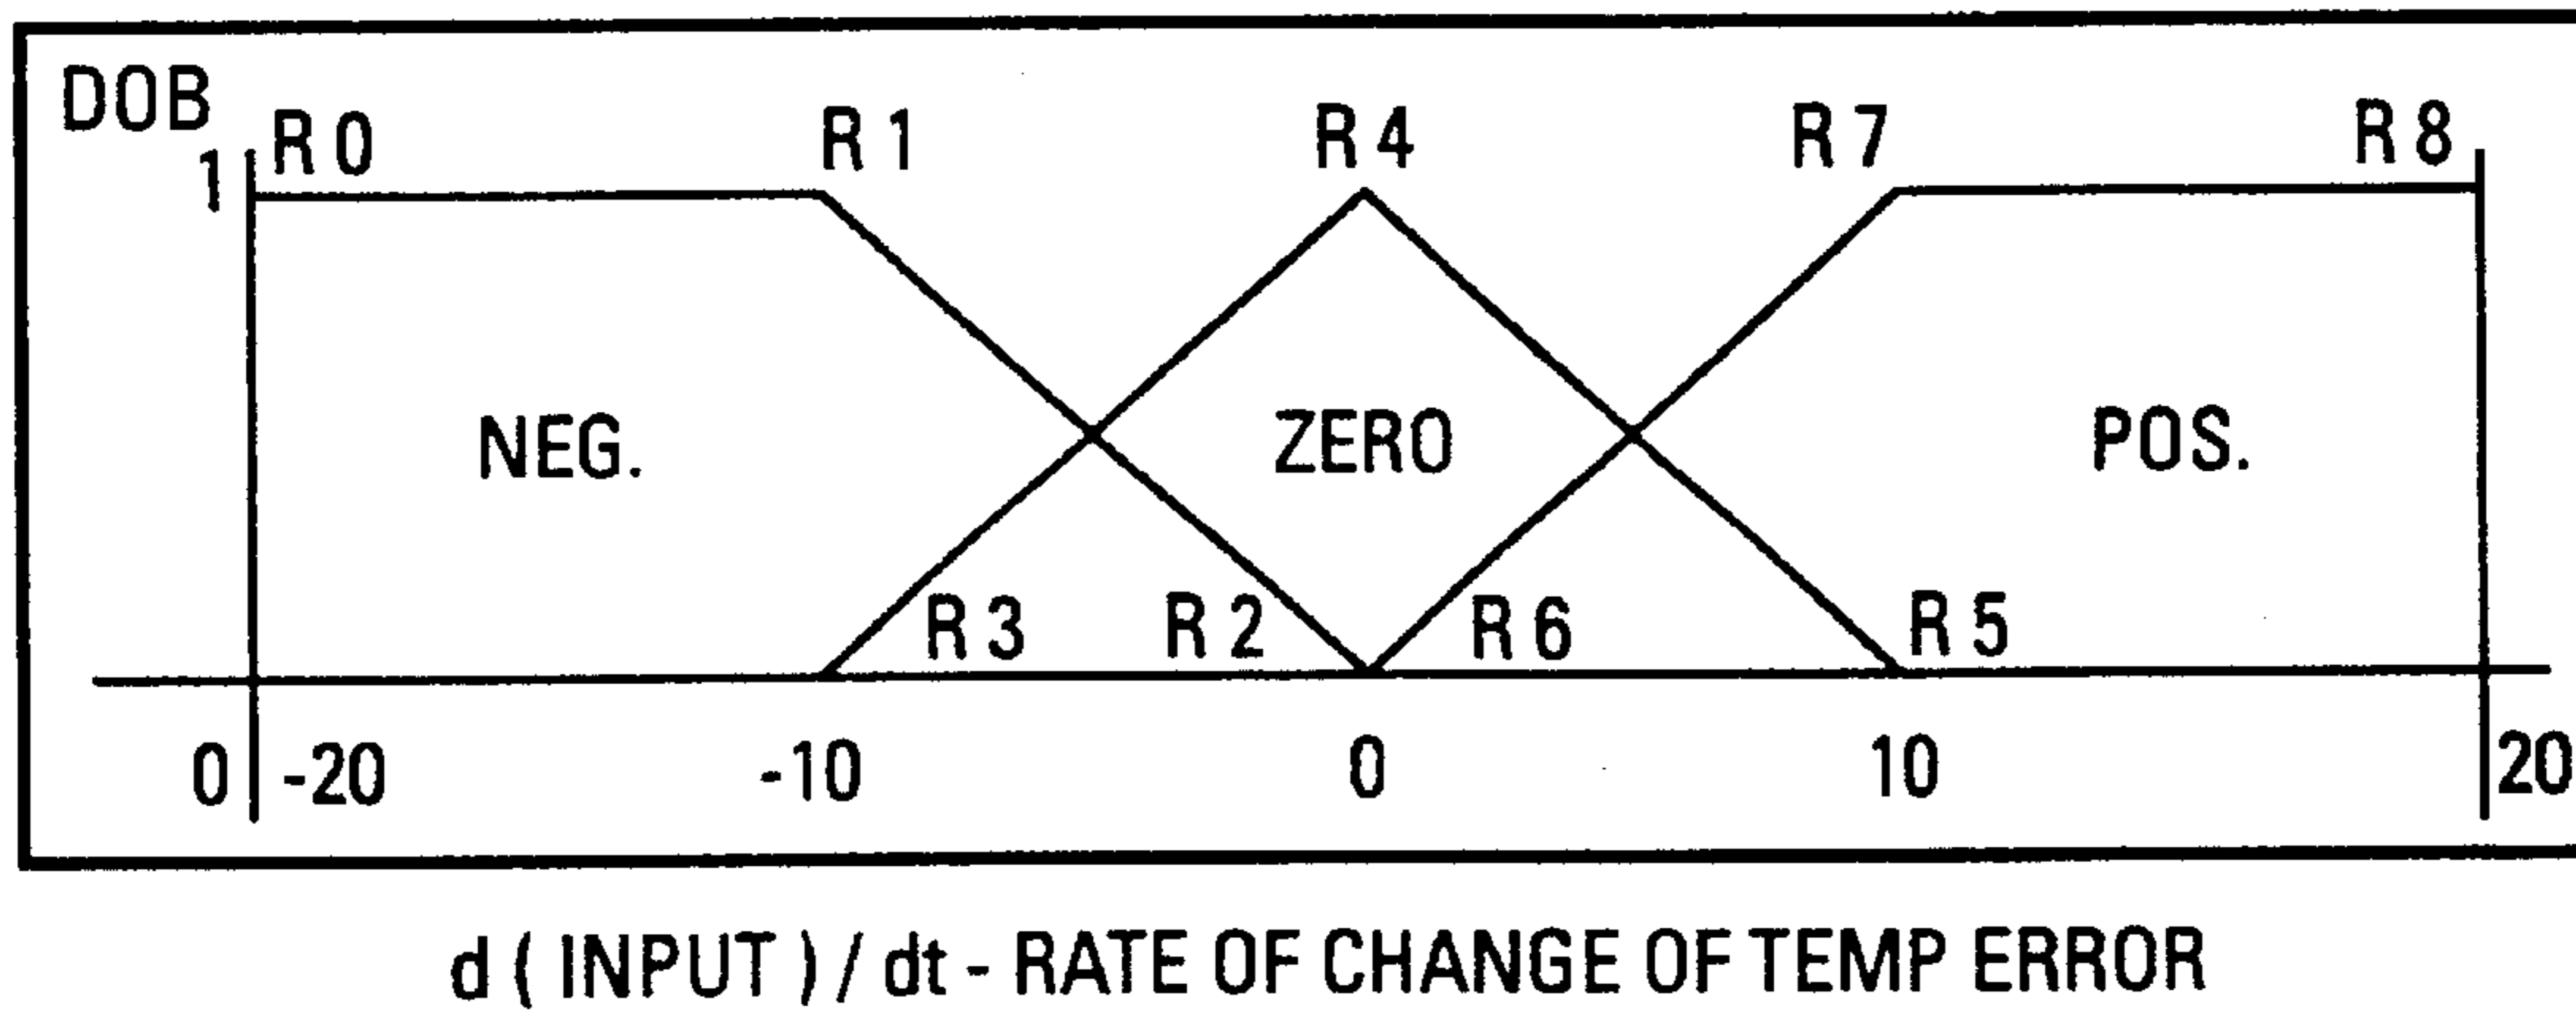 DOB
1 R0 R1 R4 R7 R8
NEG. ZERO POS.
R3 R2 R6 R5
0 -20 -10 0 10 20
d ( INPUT ) / dt - RATE OF CHANGE OF TEMP ERROR